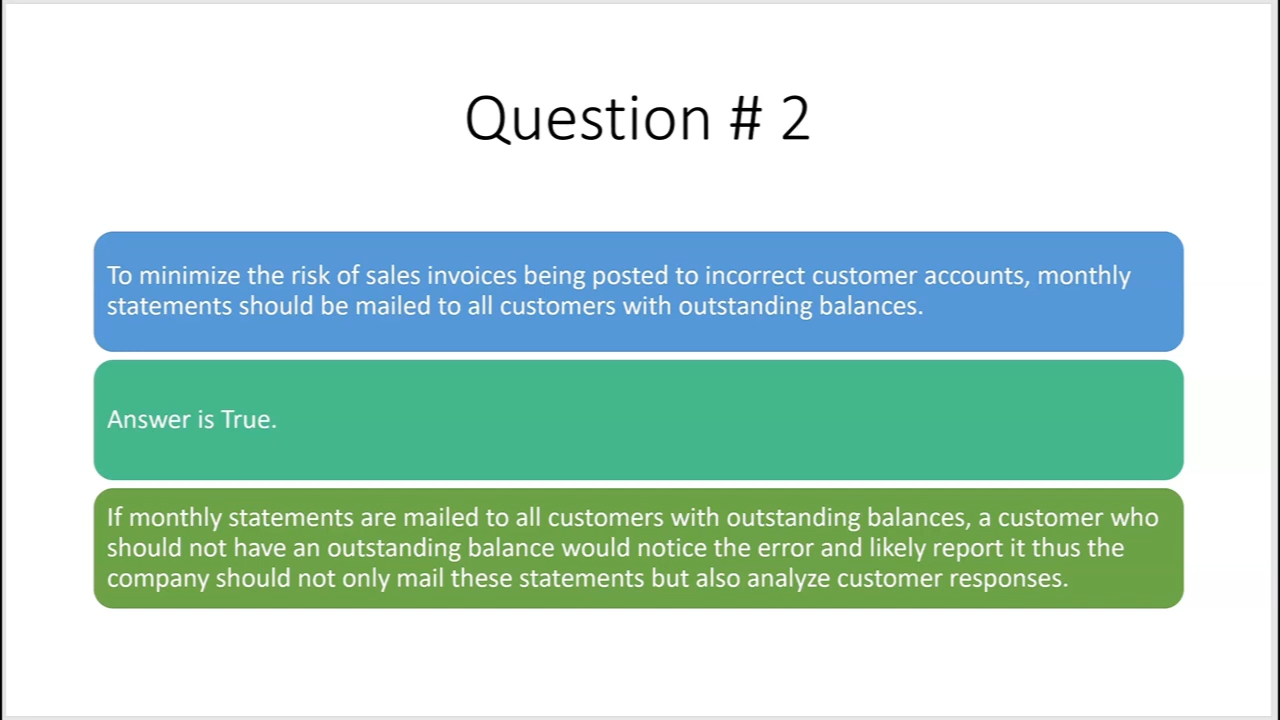 Question # 2
To minimize the risk of sales invoices being posted to incorrect customer accounts, monthly
statements should be mailed to all customers with outstanding balances.
Answer is True.
If monthly statements are mailed to all customers with outstanding balances, a customer who
should not have an outstanding balance would notice the error and likely report it thus the
company should not only mail these statements but also analyze customer responses.